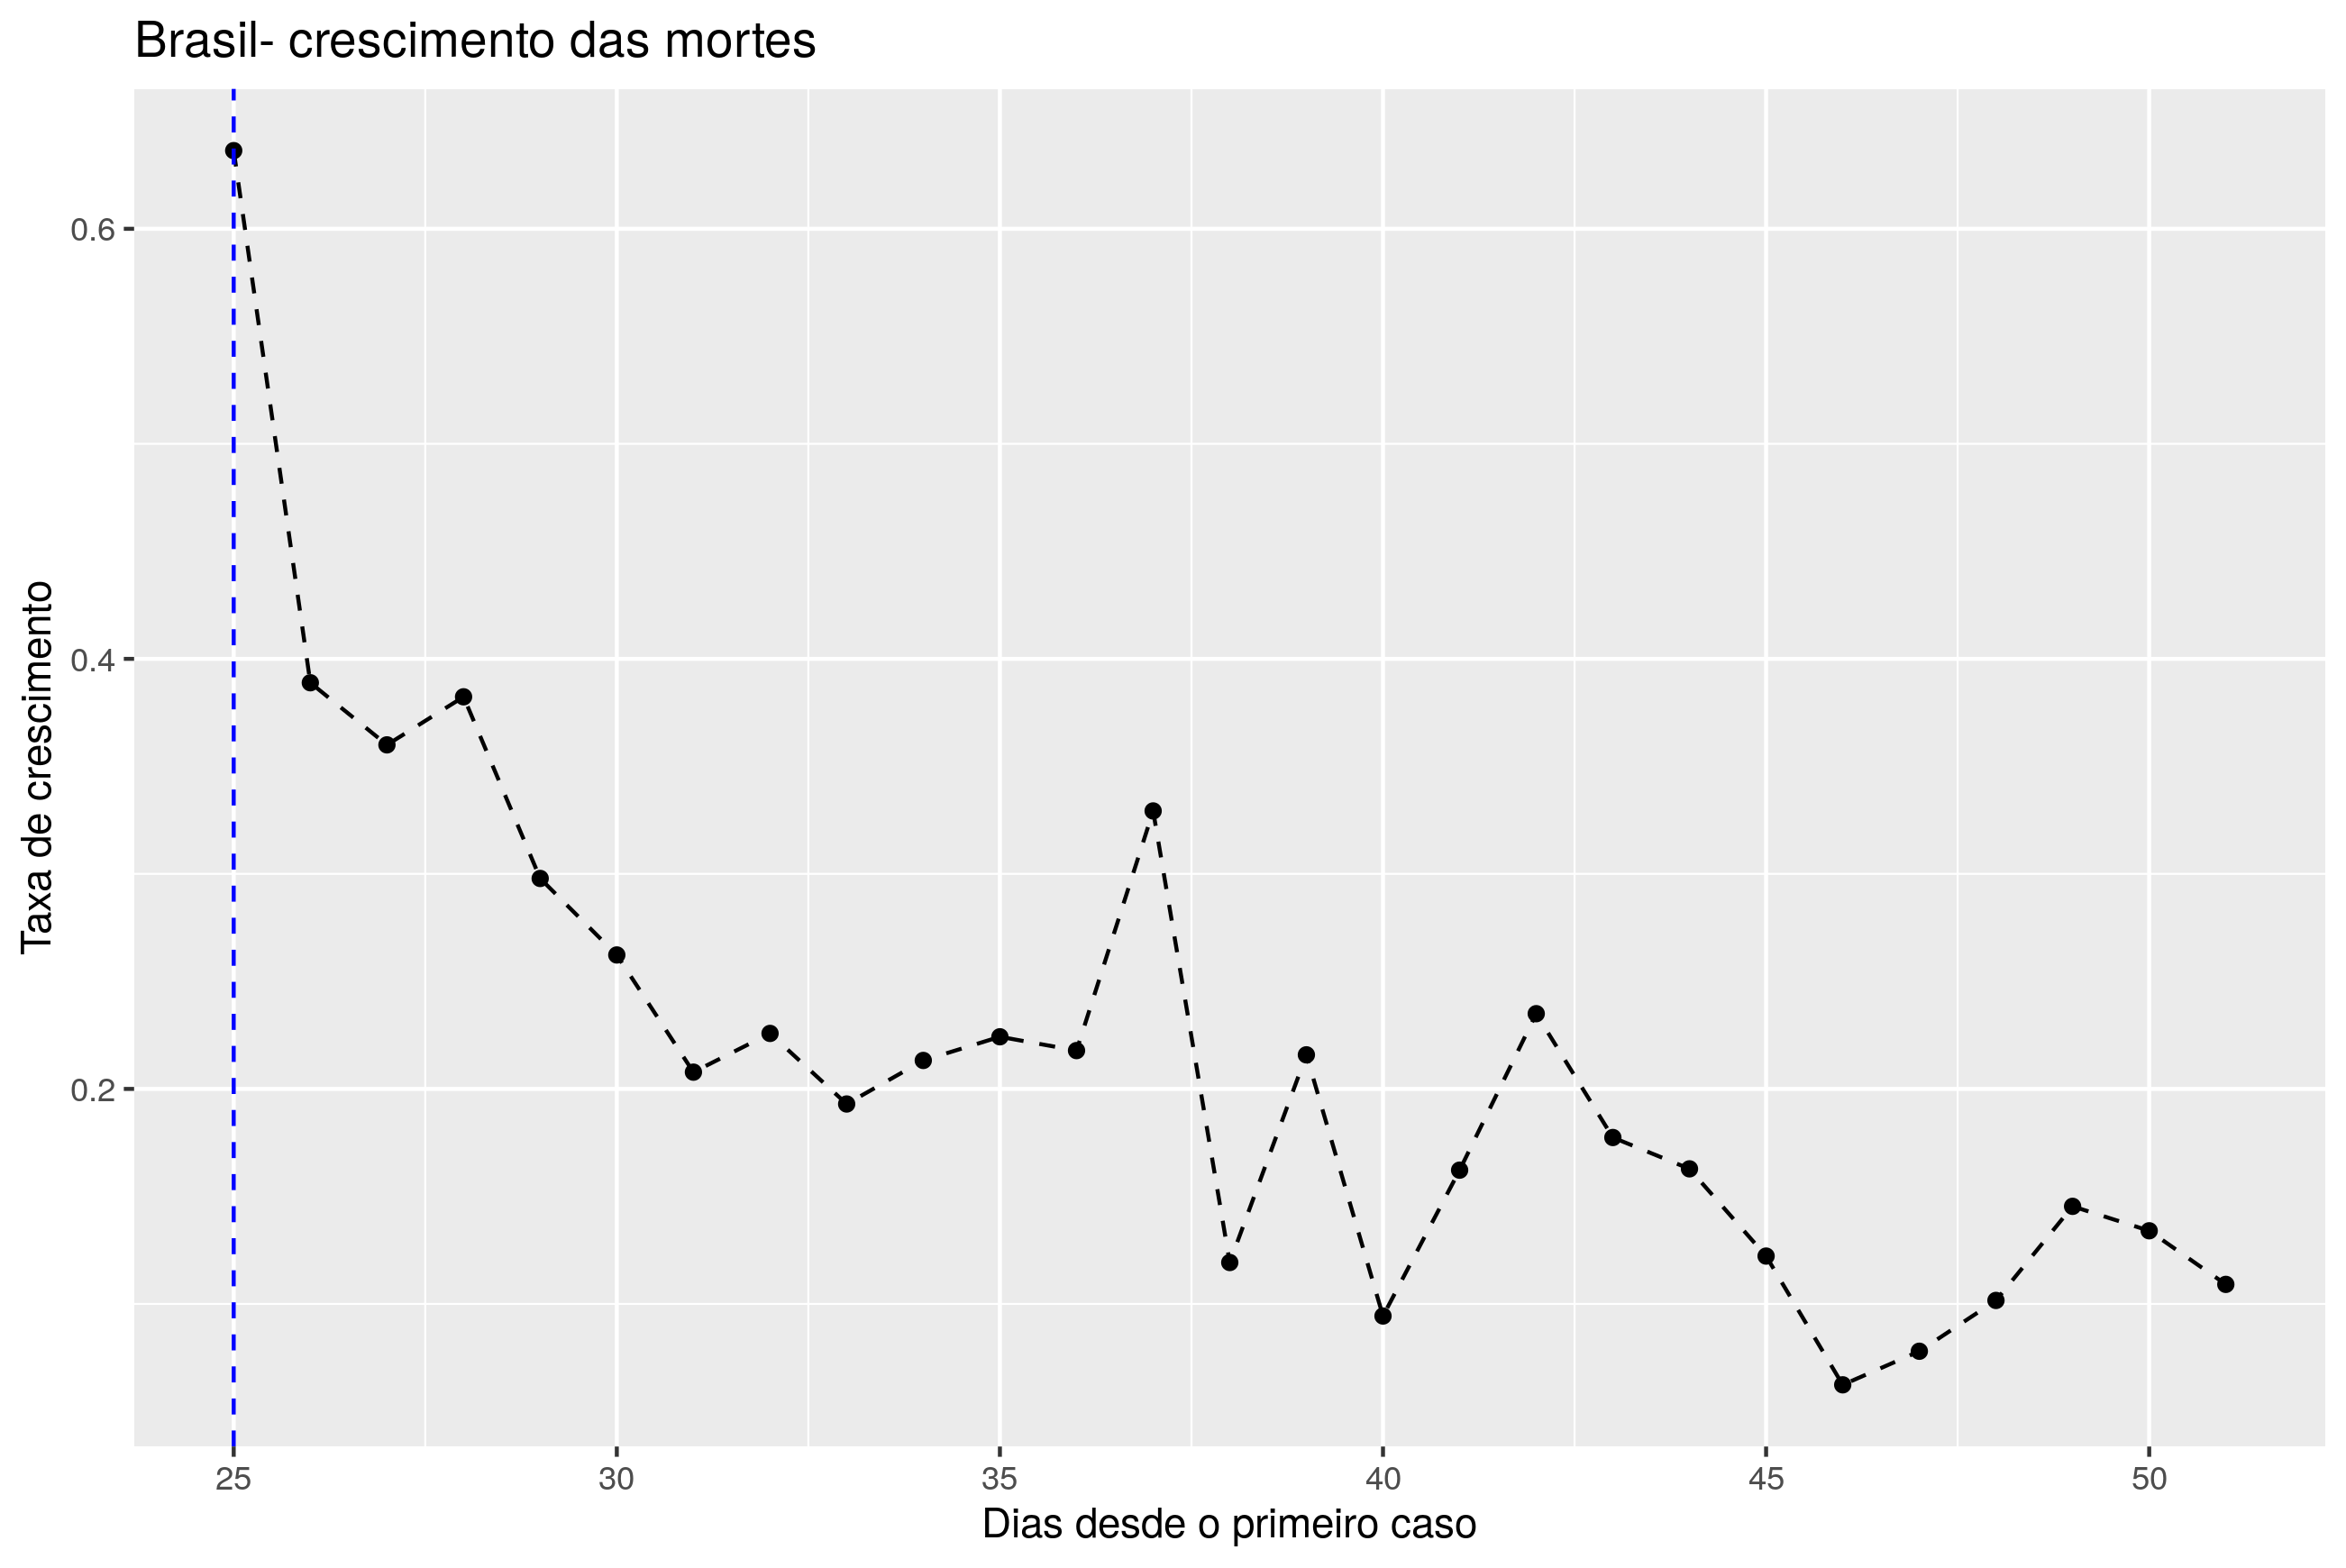 Brasil- crescimento das mortes
Taxa de crescimento
0.6
0.4
0.2
25 30 35 40 45 50
Dias desde o primeiro caso